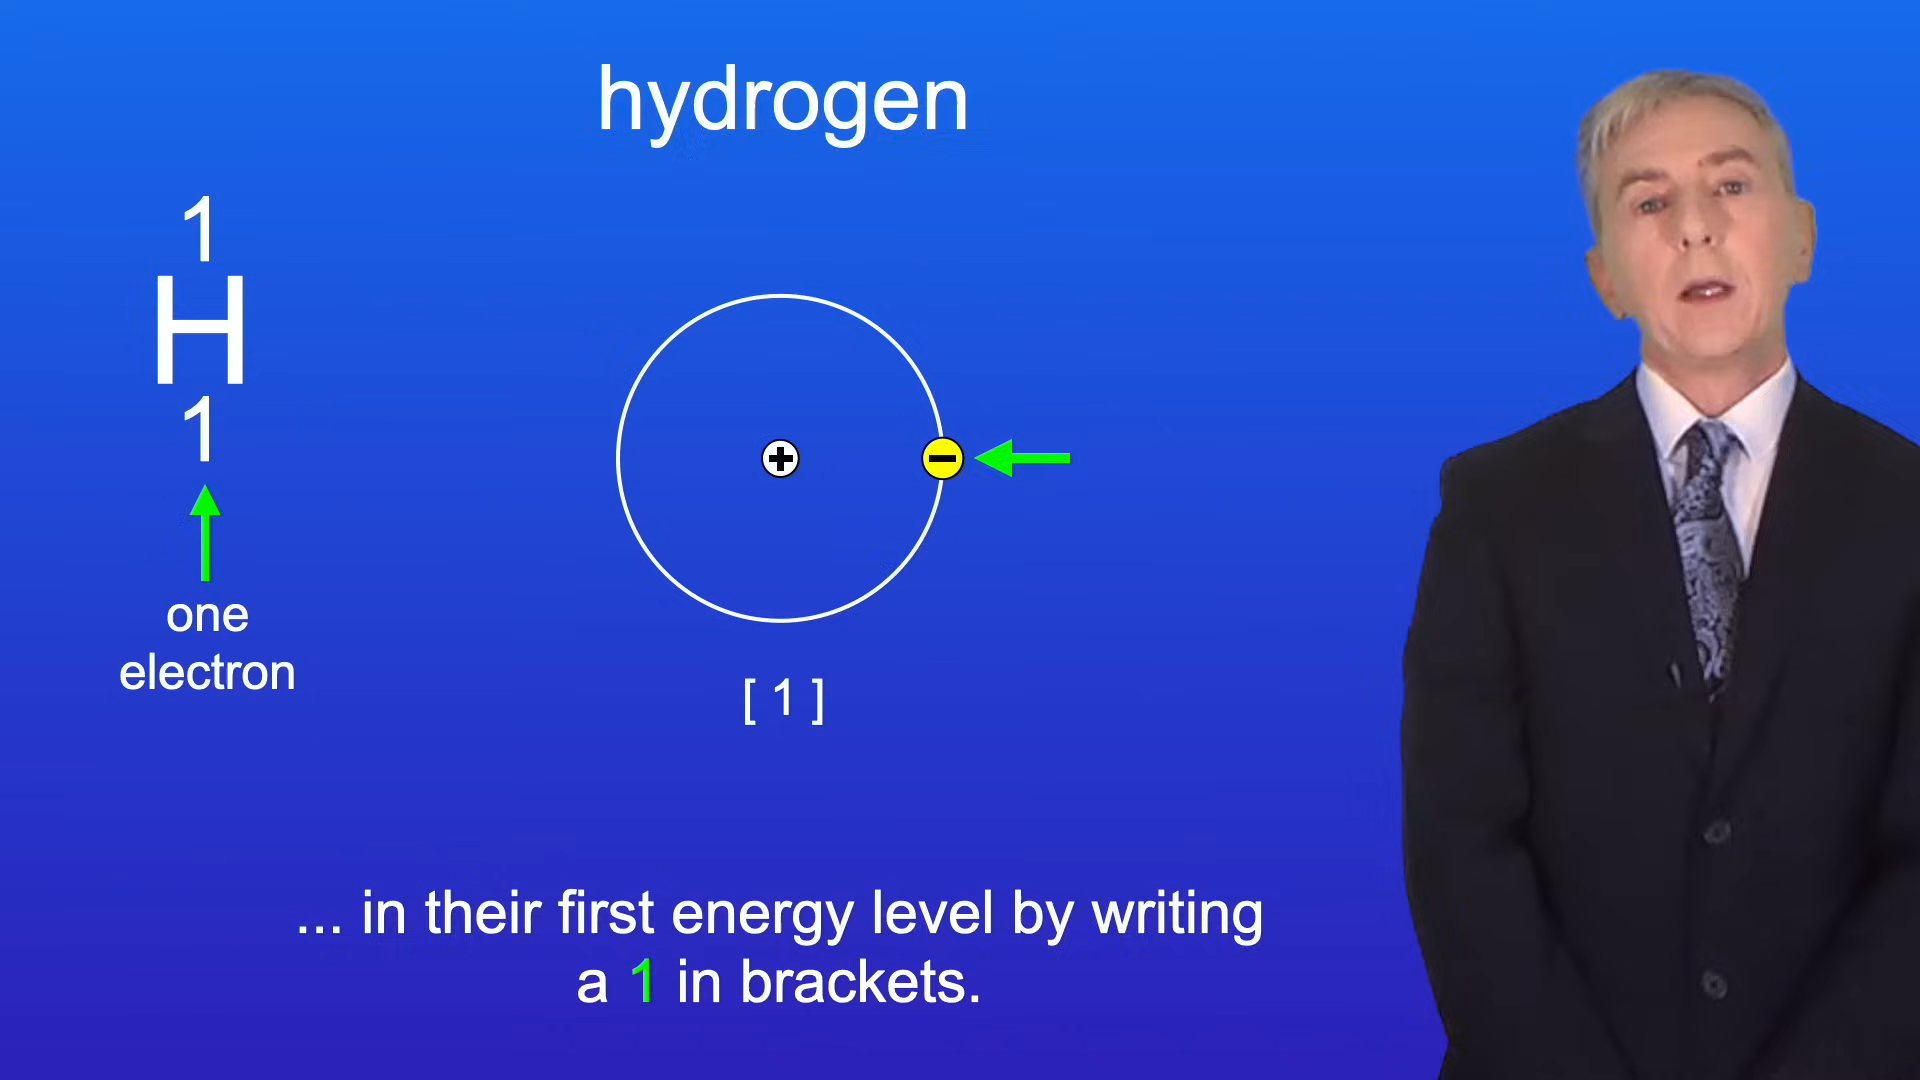 hydrogen
1
H
1
one
electron
[ 1 ]
... in their first energy level by writing
a 1 in brackets.